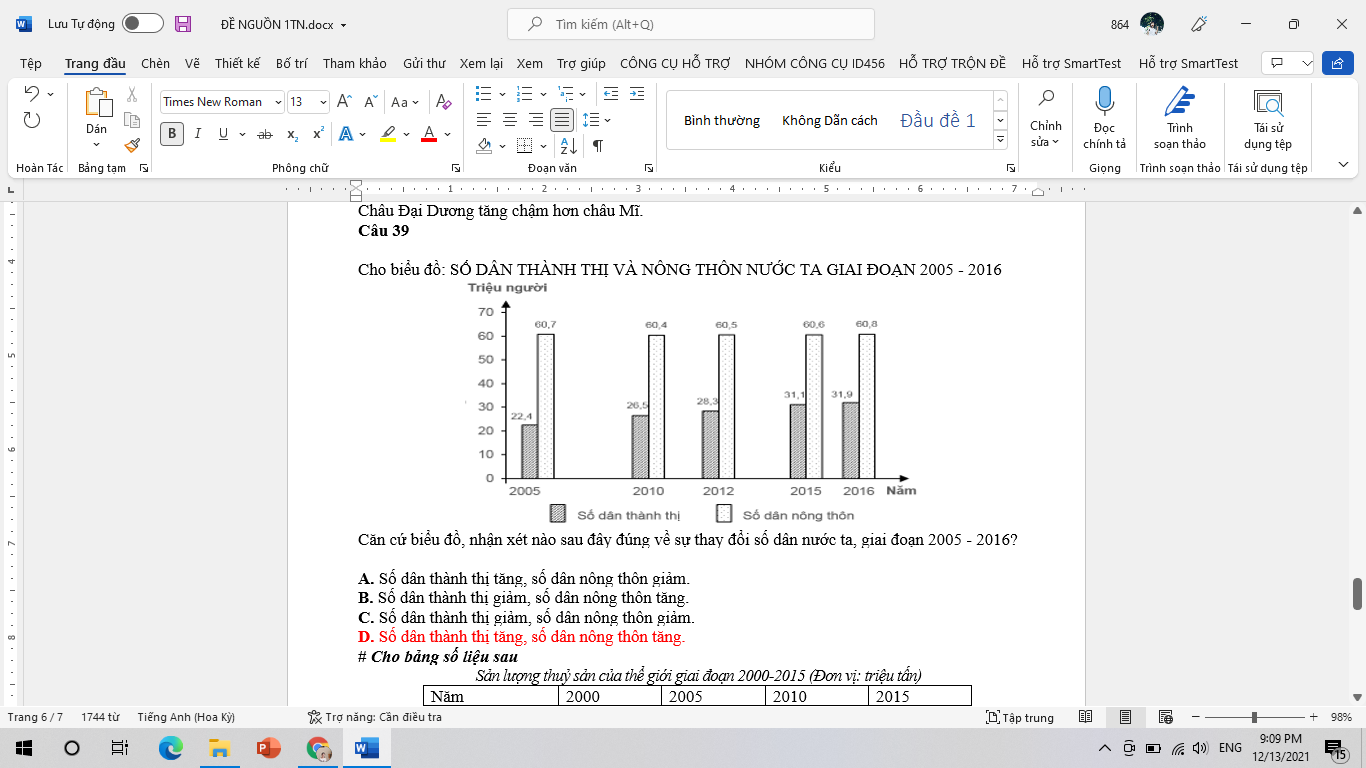 Lưu Tự động
ĐỀ NGUỒN 1TN.docx
Tìm kiếm (Alt+Q)
864
Tệp Trang đầu Chèn Vẽ Thiết kế Bố trí Tham khảo Gửi thư Xem lại Xem Trợ giúp CÔNG CỤ HỖ TRỢ NHÓM CÔNG CỤ ID456 HỖ TRỢ TRỘN ĐỀ Hỗ trợ SmartTest Hỗ trợ SmartTest
Dán
Times New Roman 13
Bình thường Không Dãn cách Đầu đề 1
Chỉnh sửa
Đọc chính tả
Trình soạn thảo
Tái sử dụng tệp
Hoàn Tác Bảng tạm Phông chữ Đoạn văn Kiểu Giọng Trình soạn thảo Tái sử dụng tệp
1 2 3 4 5 6 7
4
5
6
7
8
Châu Đại Dương tăng chậm hơn châu Mĩ.
Câu 39
Cho biểu đồ: SỐ DÂN THÀNH THỊ VÀ NÔNG THÔN NƯỚC TA GIAI ĐOẠN 2005 - 2016
Triệu người
70
60
50
40
30
20
10
0
60,7 60,4 60,5 60,6 60,8
22,4 26,5 28,3 31,1 31,9
2005 2010 2012 2015 2016 Năm
Số dân thành thị Số dân nông thôn
Căn cứ biểu đồ, nhận xét nào sau đây đúng về sự thay đổi số dân nước ta, giai đoạn 2005 - 2016?
A. Số dân thành thị tăng, số dân nông thôn giảm.
B. Số dân thành thị giảm, số dân nông thôn tăng.
C. Số dân thành thị giảm, số dân nông thôn giảm.
D. Số dân thành thị tăng, số dân nông thôn tăng.
# Cho bảng số liệu sau
Sản lượng thuỷ sản của thế giới giai đoạn 2000-2015 (Đơn vị: triệu tấn)
Năm 2000 2005 2010 2015
Trang 6 / 7 1744 từ Tiếng Anh (Hoa Kỳ) Trợ năng: Cần điều tra Tập trung 98%
ENG
9:09 PM
12/13/2021
15